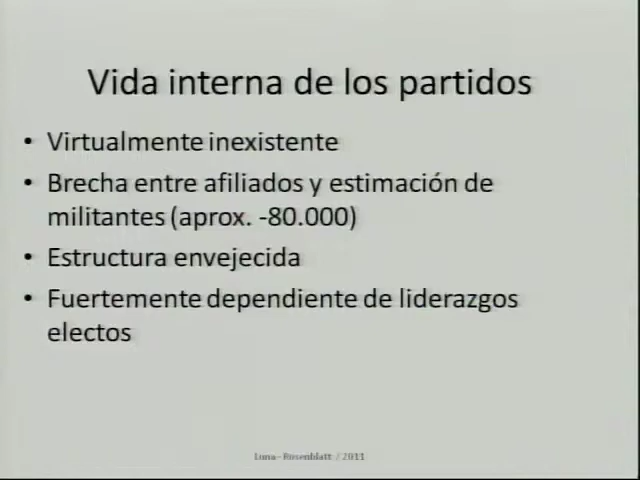 Vida interna de los partidos
• Virtualmente inexistente
• Brecha entre afiliados y estimación de
militantes (aprox. -80.000)
• Estructura envejecida
• Fuertemente dependiente de liderazgos
electos
Luna - Rosenblatt / 2011